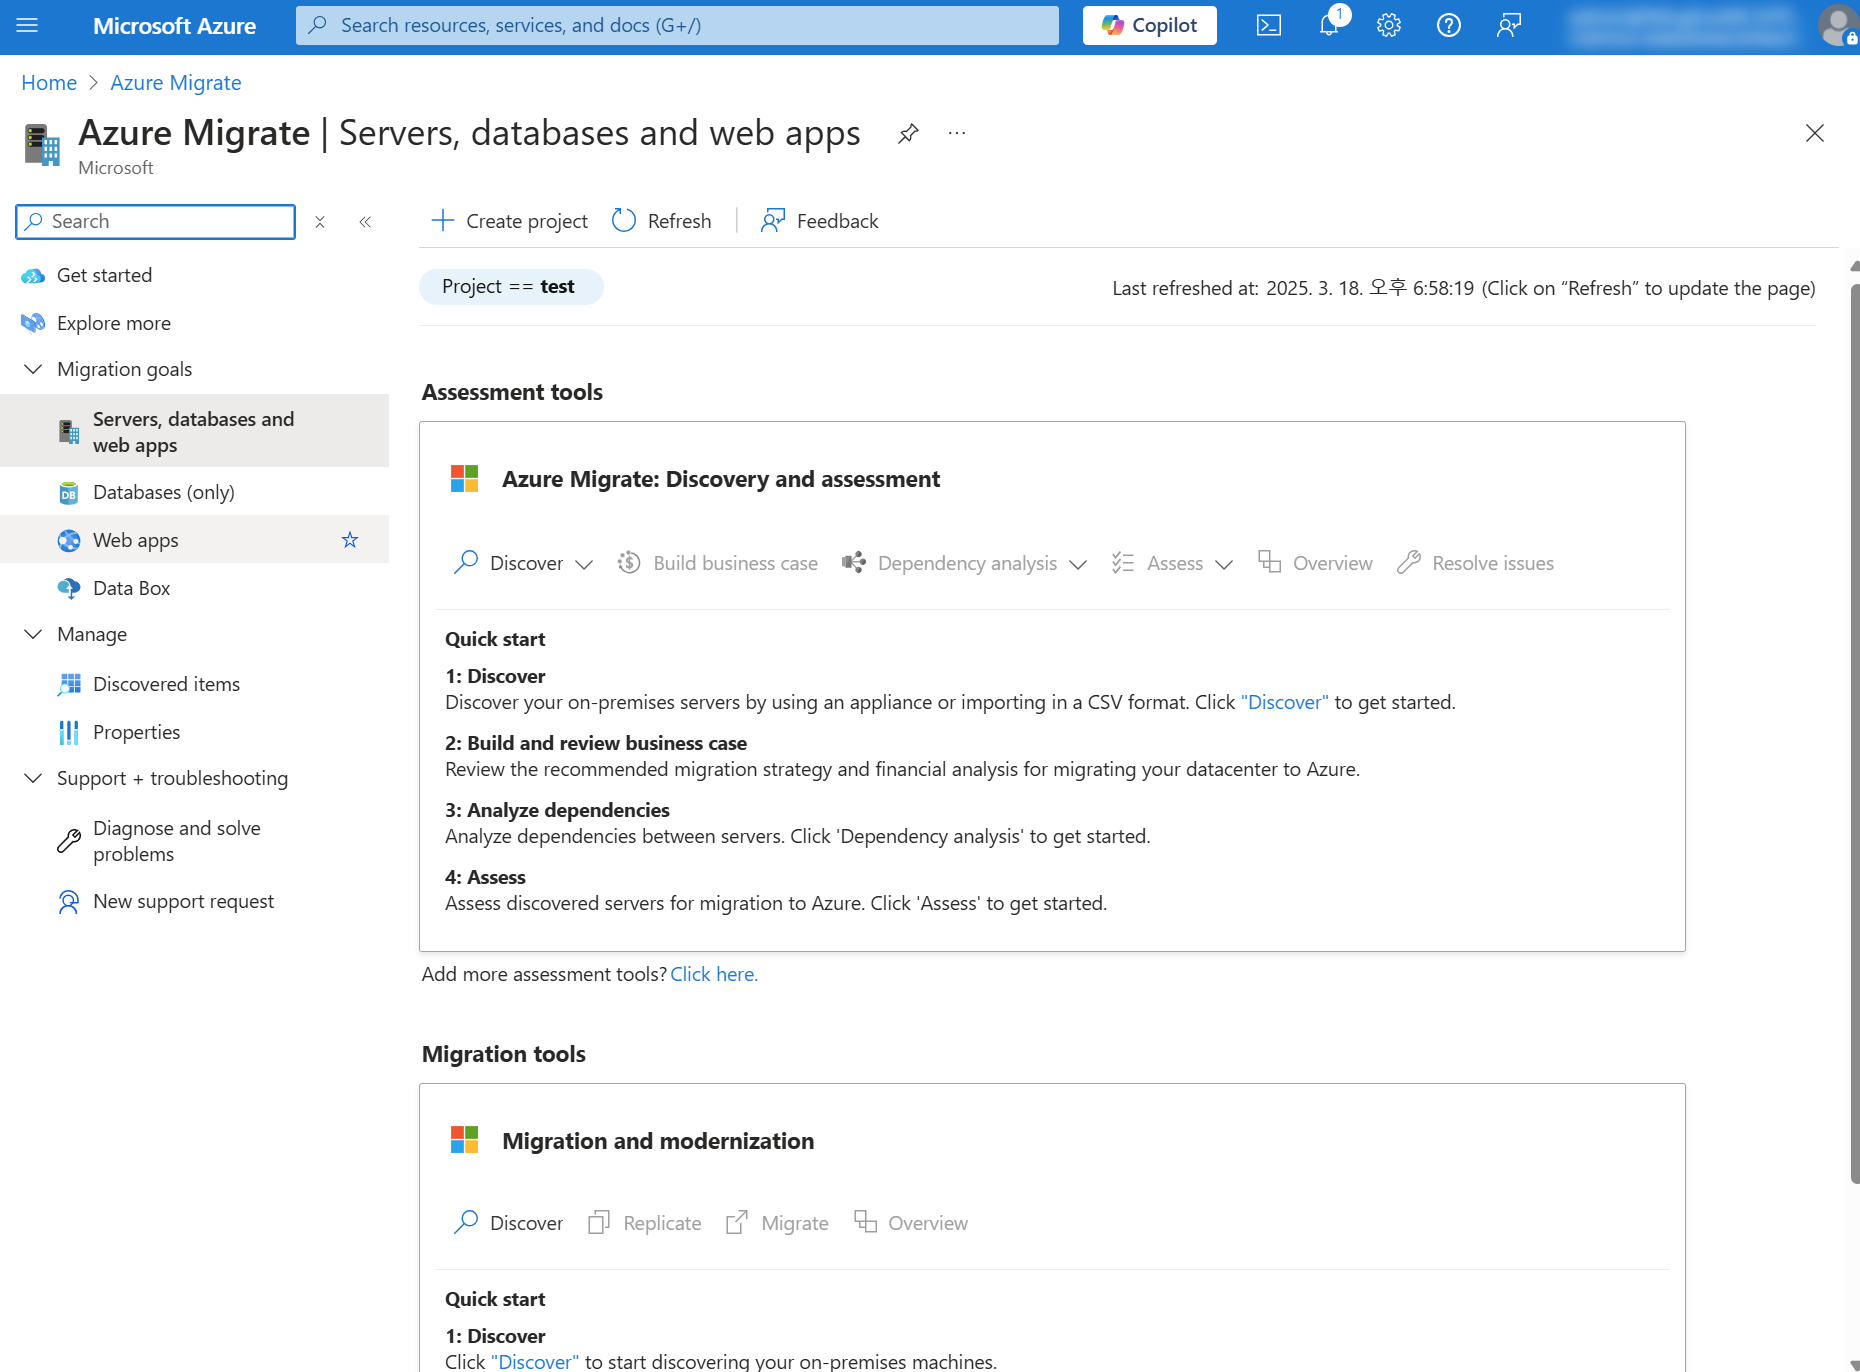 Microsoft Azure
Search resources, services, and docs (G+/)
Copilot
1
Home > Azure Migrate
Azure Migrate | Servers, databases and web apps
Microsoft
Search
Create project
Refresh
Feedback
Get started
Explore more
Migration goals
Servers, databases and
web apps
Databases (only)
Web apps
Data Box
Manage
Discovered items
Properties
Support + troubleshooting
Diagnose and solve
problems
New support request
Project == test
Last refreshed at: 2025. 3. 18. 오후 6:58:19 (Click on “Refresh” to update the page)
Assessment tools
Azure Migrate: Discovery and assessment
Discover
Build business case
Dependency analysis
Assess
Overview
Resolve issues
Quick start
1: Discover
Discover your on-premises servers by using an appliance or importing in a CSV format. Click "Discover" to get started.
2: Build and review business case
Review the recommended migration strategy and financial analysis for migrating your datacenter to Azure.
3: Analyze dependencies
Analyze dependencies between servers. Click 'Dependency analysis' to get started.
4: Assess
Assess discovered servers for migration to Azure. Click 'Assess' to get started.
Add more assessment tools? Click here.
Migration tools
Migration and modernization
Discover
Replicate
Migrate
Overview
Quick start
1: Discover
Click "Discover" to start discovering your on-premises machines.